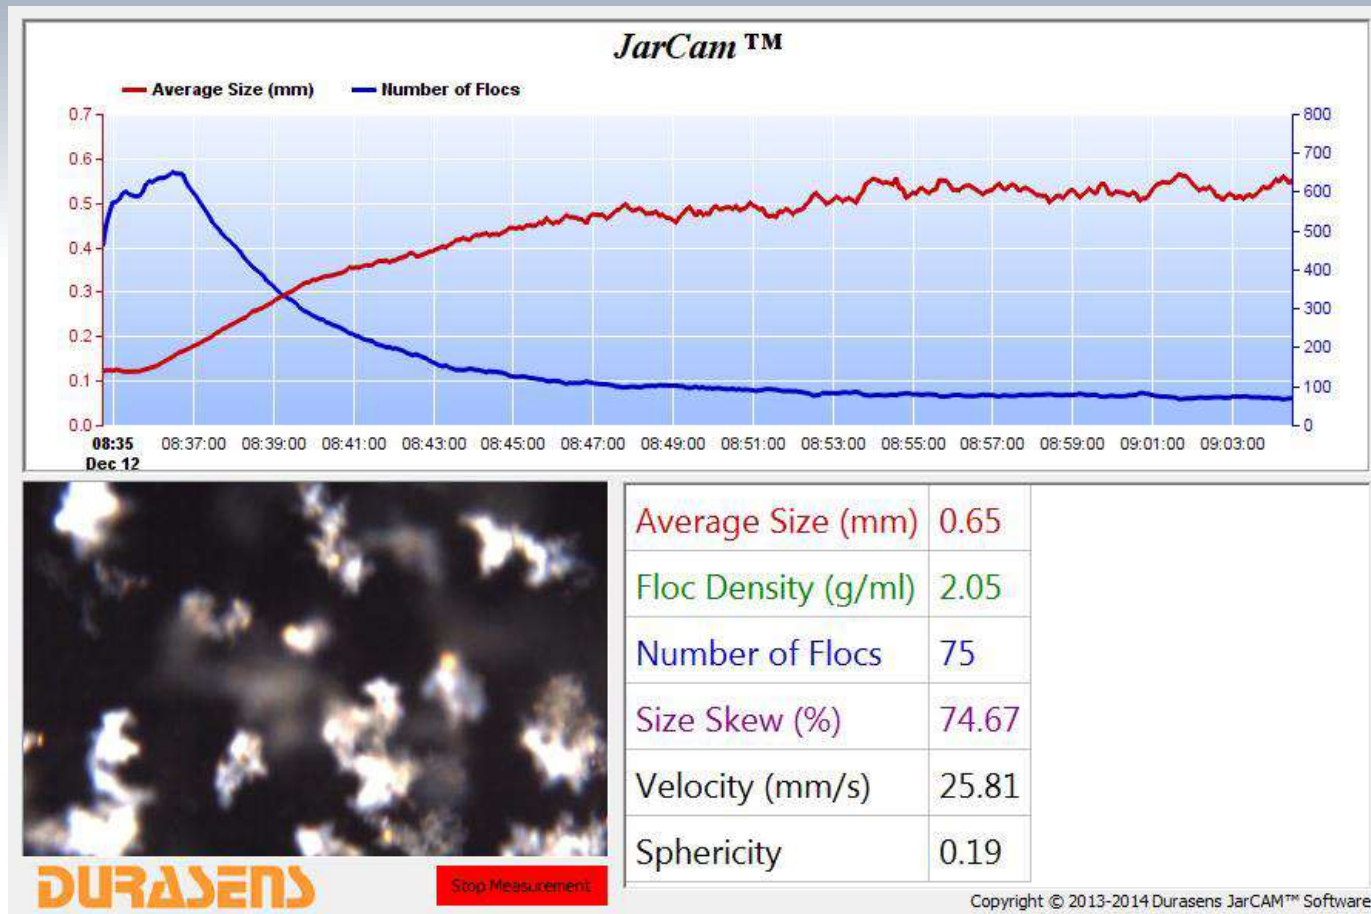 JarCam ™
Average Size (mm) Number of Flocs
0.7 800
0.6 700
0.5 600
0.4 500
0.3 400
0.2 300
0.1 200
0.0 100
0
08:35 08:37:00 08:39:00 08:41:00 08:43:00 08:45:00 08:47:00 08:49:00 08:51:00 08:53:00 08:55:00 08:57:00 08:59:00 09:01:00 09:03:00
Dec 12
Average Size (mm) 0.65
Floc Density (g/ml) 2.05
Number of Flocs 75
Size Skew (%) 74.67
Velocity (mm/s) 25.81
Sphericity 0.19
DURASENS
Stop Measurement
Copyright © 2013-2014 Durasens JarCAM™ Software